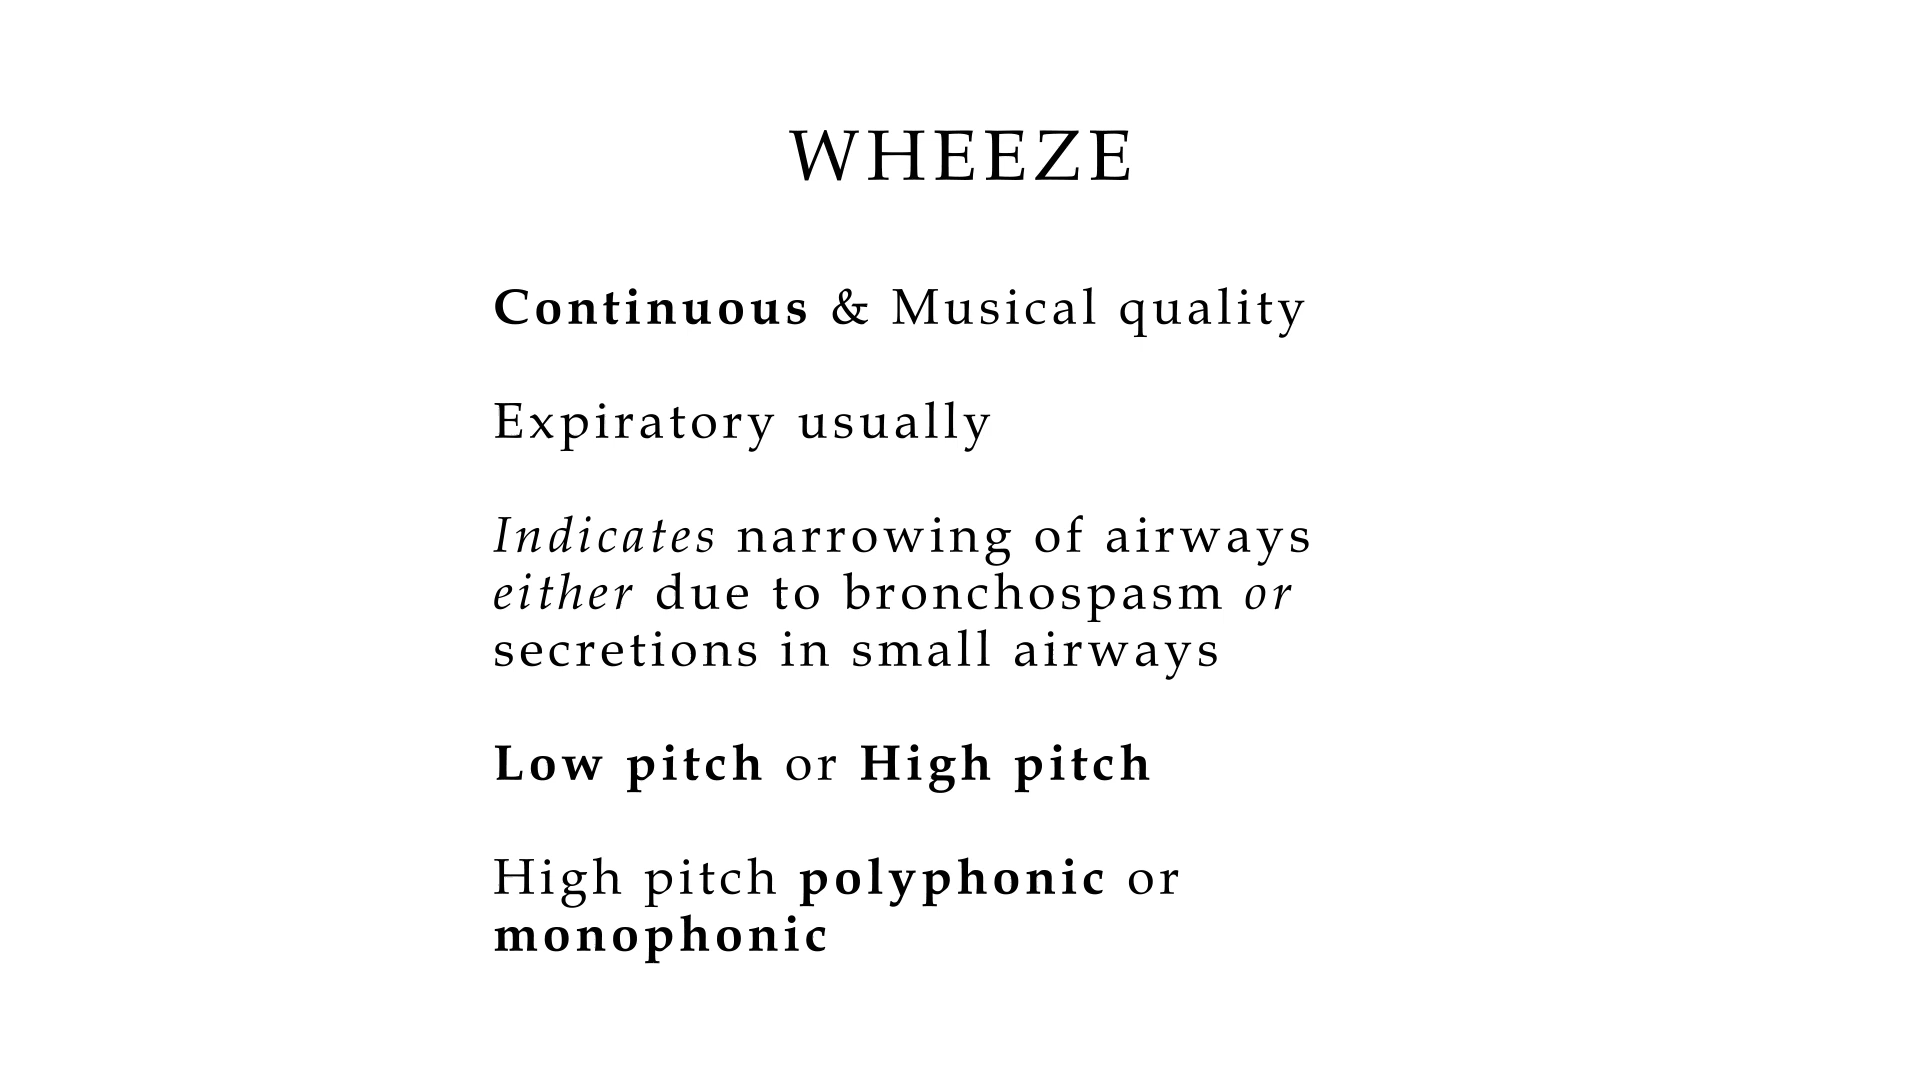 WHEEZE
Continuous & Musical quality
Expiratory usually
Indicates narrowing of airways
either due to bronchospasm or
secretions in small airways
Low pitch or High pitch
High pitch polyphonic or
monophonic